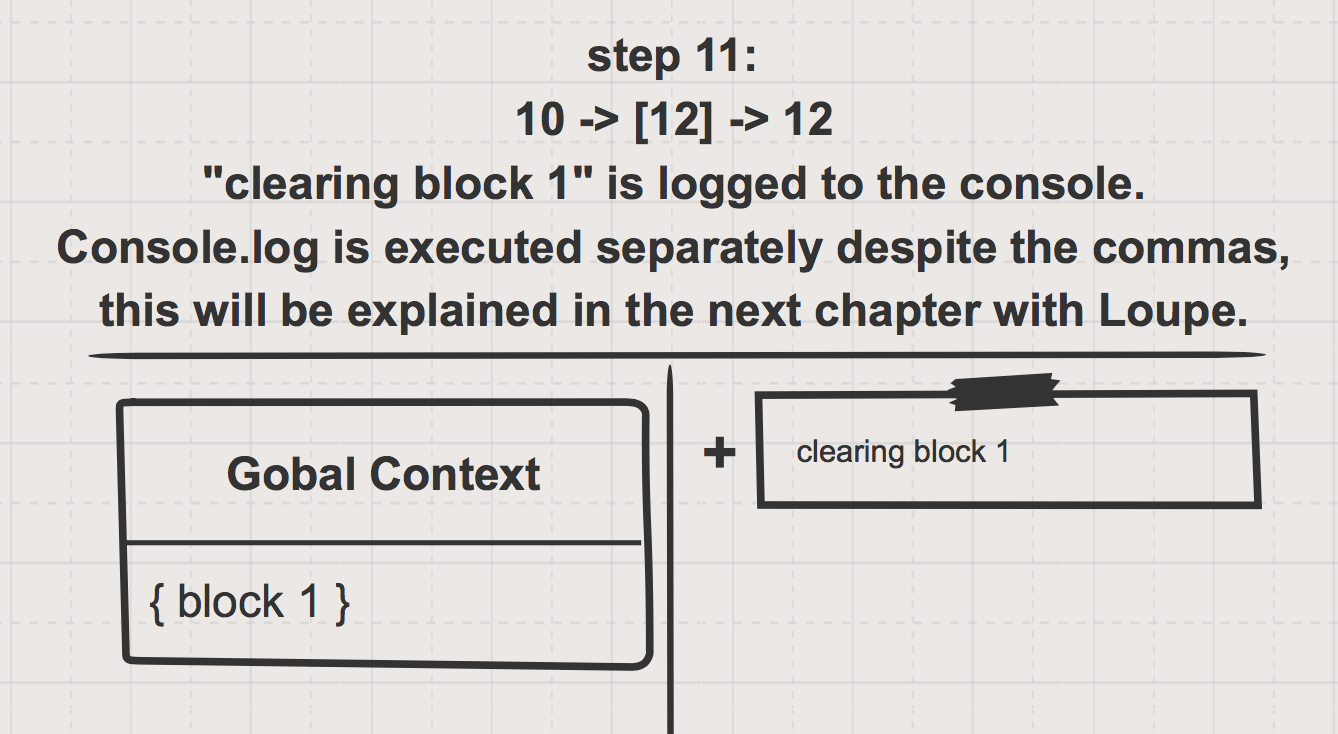 step 11:
10 -> [12] -> 12
"clearing block 1" is logged to the console.
Console.log is executed separately despite the commas,
this will be explained in the next chapter with Loupe.
Gobal Context
{ block 1 }
+
clearing block 1